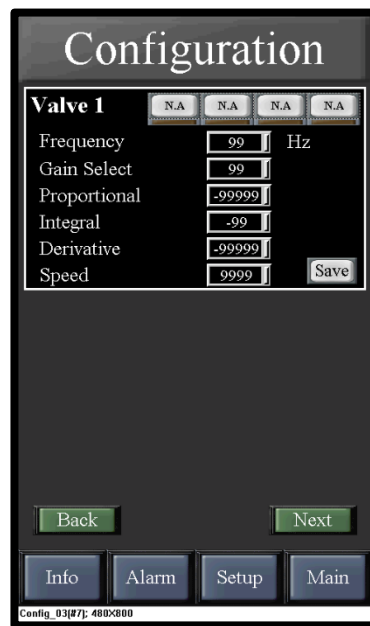 Configuration
Valve 1 N.A N.A N.A N.A
Frequency 99 Hz
Gain Select 99
Proportional -99999
Integral -99
Derivative -99999
Speed 9999 Save
Back Next
Info Alarm Setup Main
Config_03(#7); 480X800